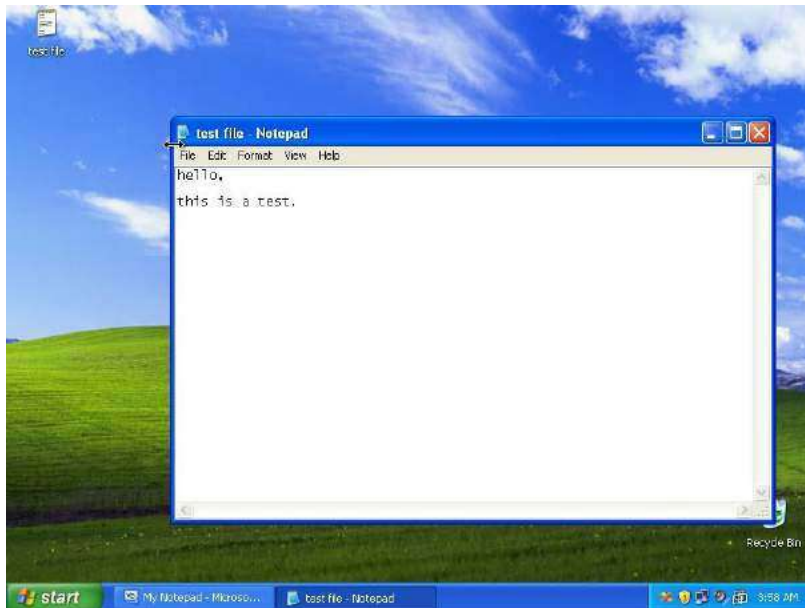 test file
test file - Notepad
File Edit Format View Help
hello,
this is a test.
Recycle Bin
start
My Notepad - Microso...
test file - Notepad
3:58 AM